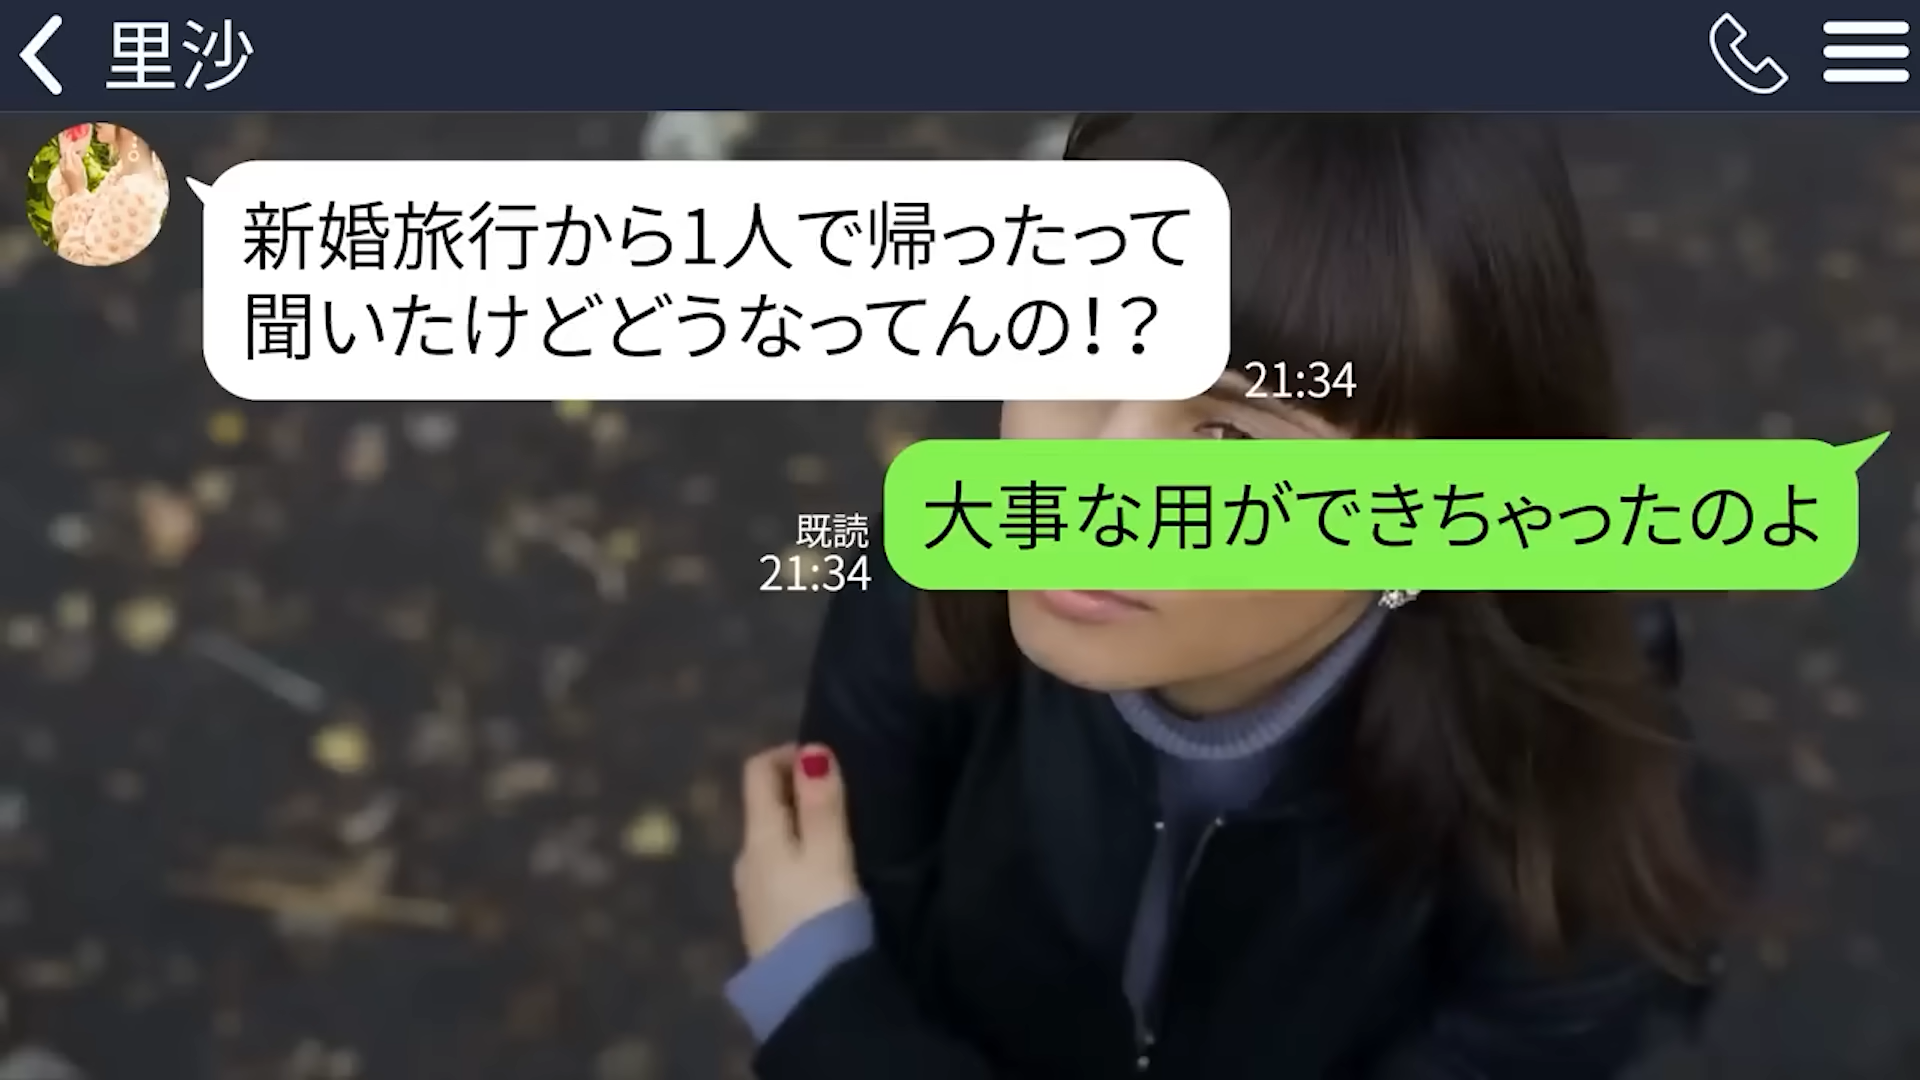 里沙
新婚旅行から1人で帰ったって
聞いたけどどうなってんの!?
21:34
大事な用ができちゃったのよ
既読
21:34